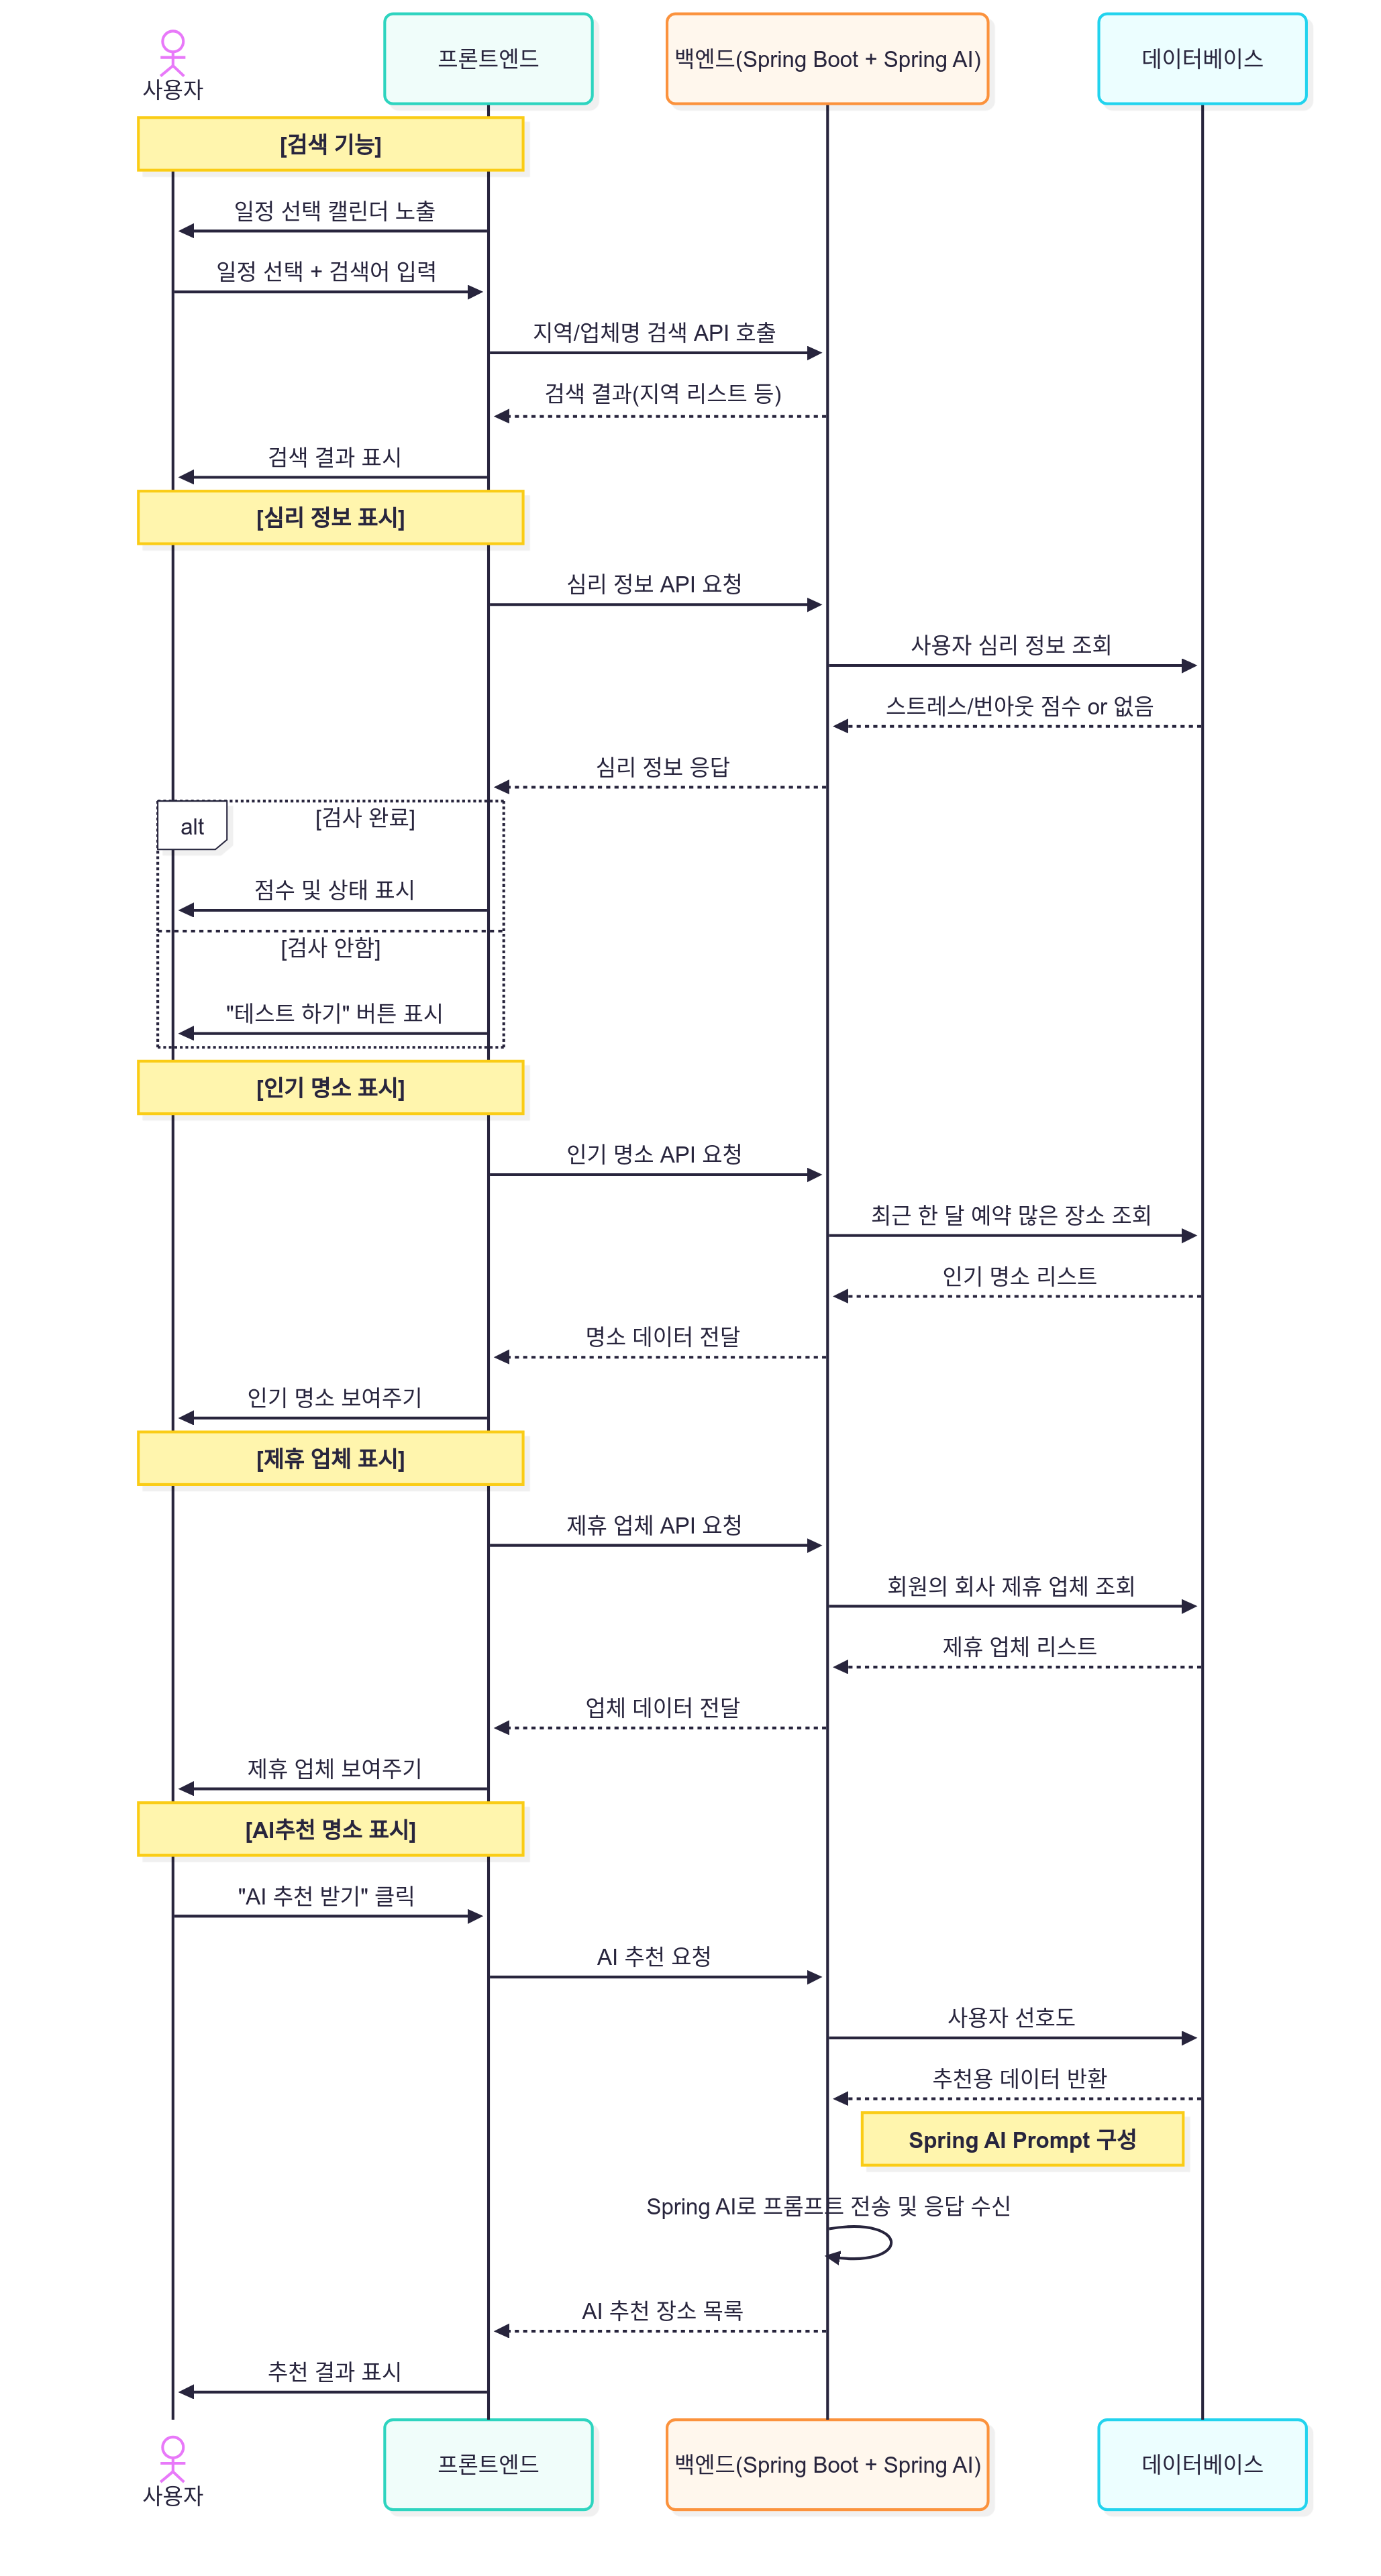 사용자
프론트엔드
백엔드(Spring Boot + Spring AI)
데이터베이스
[검색 기능]
일정 선택 캘린더 노출
일정 선택 + 검색어 입력
지역/업체명 검색 API 호출
검색 결과(지역 리스트 등)
검색 결과 표시
[심리 정보 표시]
심리 정보 API 요청
사용자 심리 정보 조회
스트레스/번아웃 점수 or 없음
심리 정보 응답
alt
[검사 완료]
점수 및 상태 표시
[검사 안함]
"테스트 하기" 버튼 표시
[인기 명소 표시]
인기 명소 API 요청
최근 한 달 예약 많은 장소 조회
인기 명소 리스트
명소 데이터 전달
인기 명소 보여주기
[제휴 업체 표시]
제휴 업체 API 요청
회원의 회사 제휴 업체 조회
제휴 업체 리스트
업체 데이터 전달
제휴 업체 보여주기
[AI추천 명소 표시]
"AI 추천 받기" 클릭
AI 추천 요청
사용자 선호도
추천용 데이터 반환
Spring AI Prompt 구성
Spring AI로 프롬프트 전송 및 응답 수신
AI 추천 장소 목록
추천 결과 표시
사용자
프론트엔드
백엔드(Spring Boot + Spring AI)
데이터베이스